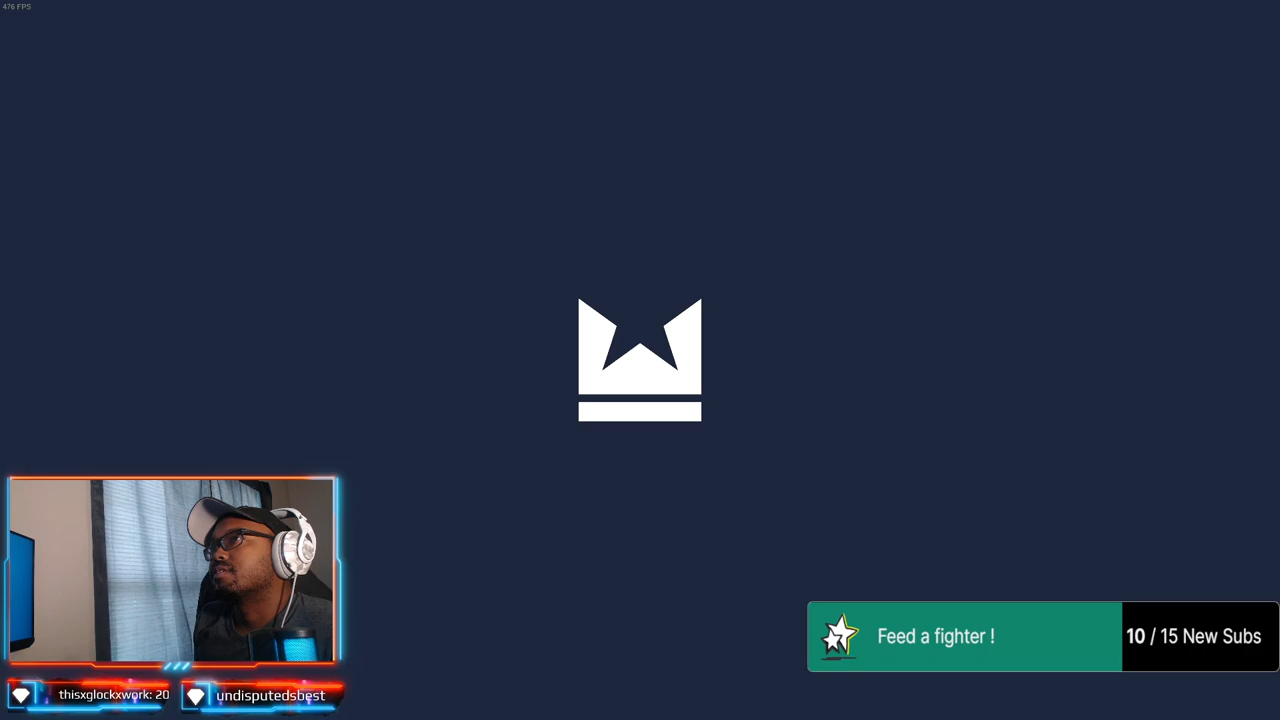 476 FPS
Feed a fighter !
10 / 15 New Subs
thisxglockxwork: 20
undisputedsbest